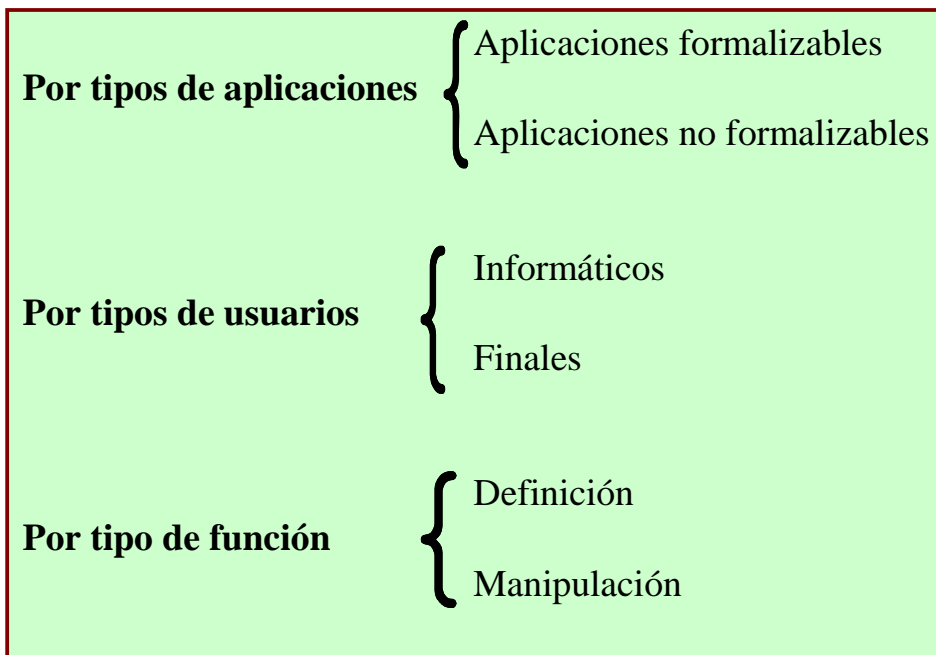 Aplicaciones formalizables
Por tipos de aplicaciones
Aplicaciones no formalizables
Informáticos
Por tipos de usuarios
Finales
Definición
Por tipo de función
Manipulación